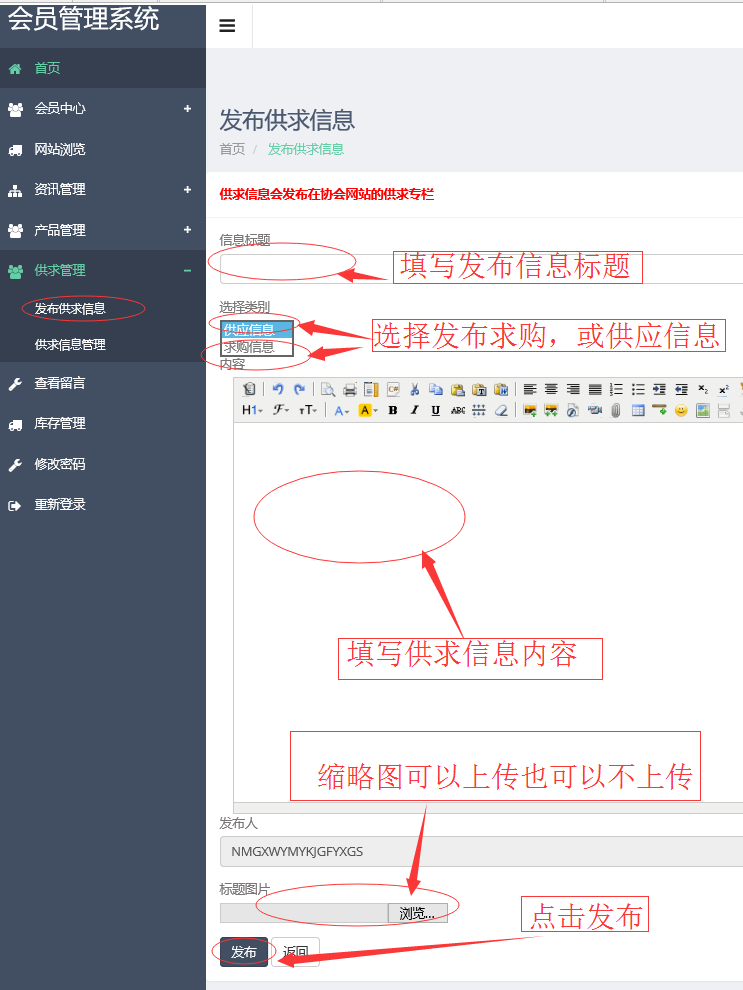 会员管理系统
首页
会员中心
网站浏览
资讯管理
产品管理
供求管理
发布供求信息
供求信息管理
查看留言
库存管理
修改密码
重新登录
发布供求信息
首页 / 发布供求信息
供求信息会发布在协会网站的供求专栏
信息标题
填写发布信息标题
选择类别
供应信息
求购信息
选择发布求购，或供应信息
内容
H1 F TT A A B I U ABC
填写供求信息内容
缩略图可以上传也可以不上传
发布人
NMGXWYMYKJGFYXGS
标题图片
浏览...
点击发布
发布 返回